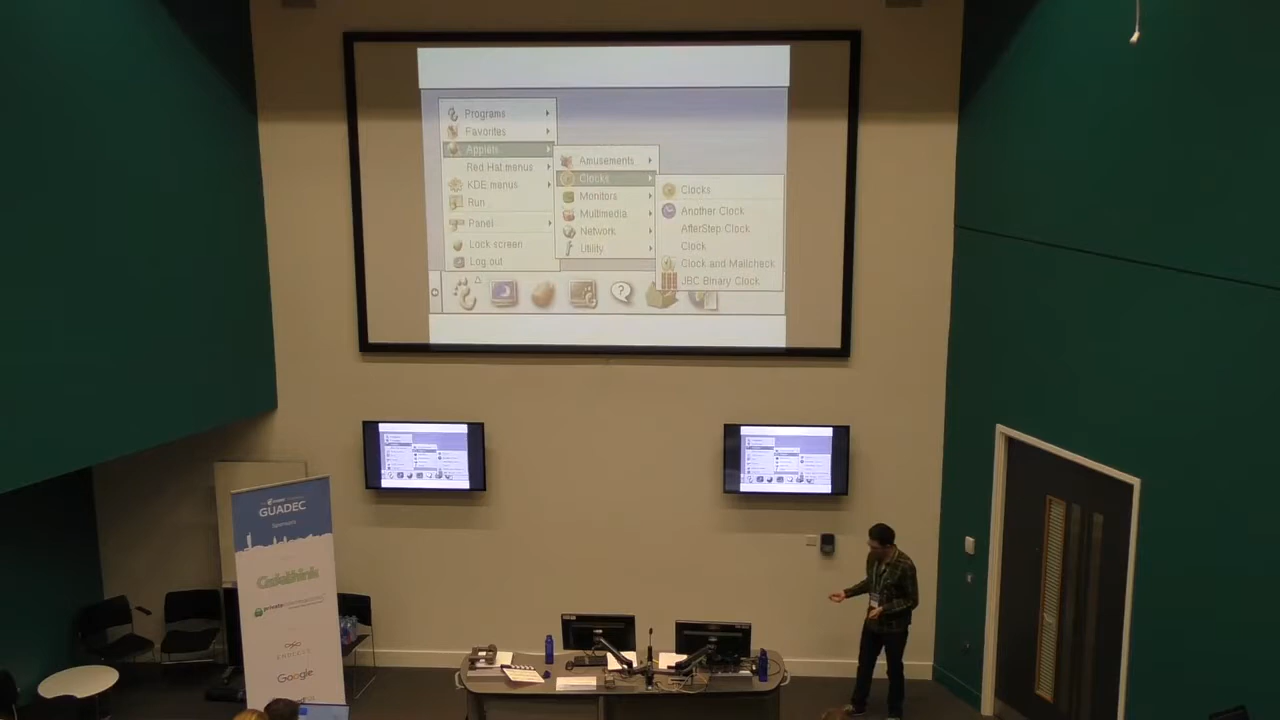 Programs
Favorites
Applets
Red Hat menus
KDE menus
Run
Panel
Lock screen
Log out
Amusements
Clocks
Monitors
Multimedia
Network
Utility
Clocks
Another Clock
AfterStep Clock
Clock
Clock and Mailcheck
JBC Binary Clock
GUADEC
Sponsors
Codethink
Google